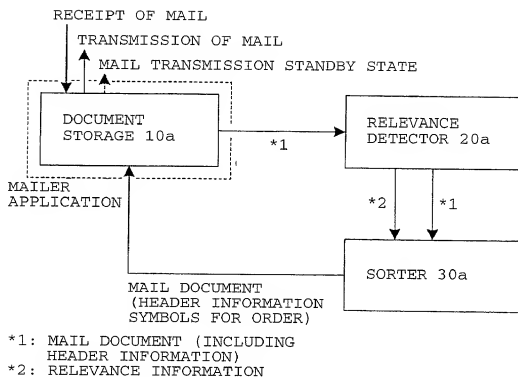 RECEIPT OF MAIL
TRANSMISSION OF MAIL
MAIL TRANSMISSION STANDBY STATE
DOCUMENT
STORAGE 10a
RELEVANCE
DETECTOR 20a
*1
MAILER
APPLICATION
*2
*1
SORTER 30a
MAIL DOCUMENT
(HEADER INFORMATION
SYMBOLS FOR ORDER)
*1: MAIL DOCUMENT (INCLUDING
HEADER INFORMATION)
*2: RELEVANCE INFORMATION